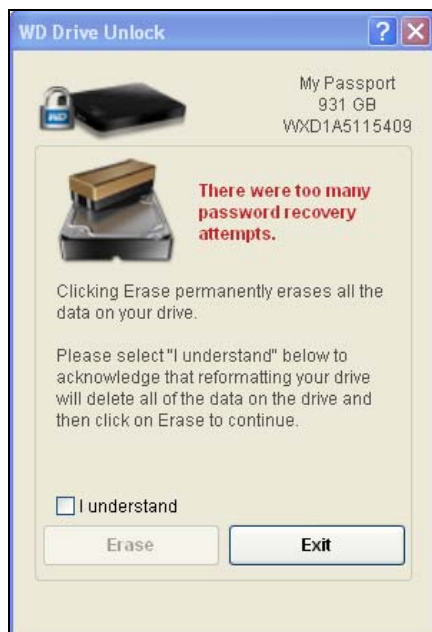 WD Drive Unlock
?
My Passport
931 GB
WXD1A5115409
WD
There were too many
password recovery
attempts.
Clicking Erase permanently erases all the
data on your drive.
Please select "I understand" below to
acknowledge that reformatting your drive
will delete all of the data on the drive and
then click on Erase to continue.
I understand
Erase
Exit